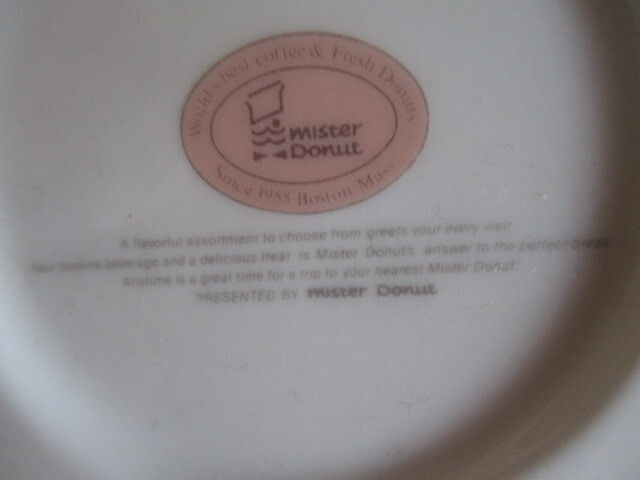 World's best coffee & Fresh Donuts
mister
Donut
Since 1955 Boston Mass
A flavorful assortment to choose from greets your every visit
Your favorite beverage and a delicious treat is Mister Donut's answer to the perfect break
Anytime is a great time for a trip to your nearest Mister Donut!
PRESENTED BY mister Donut